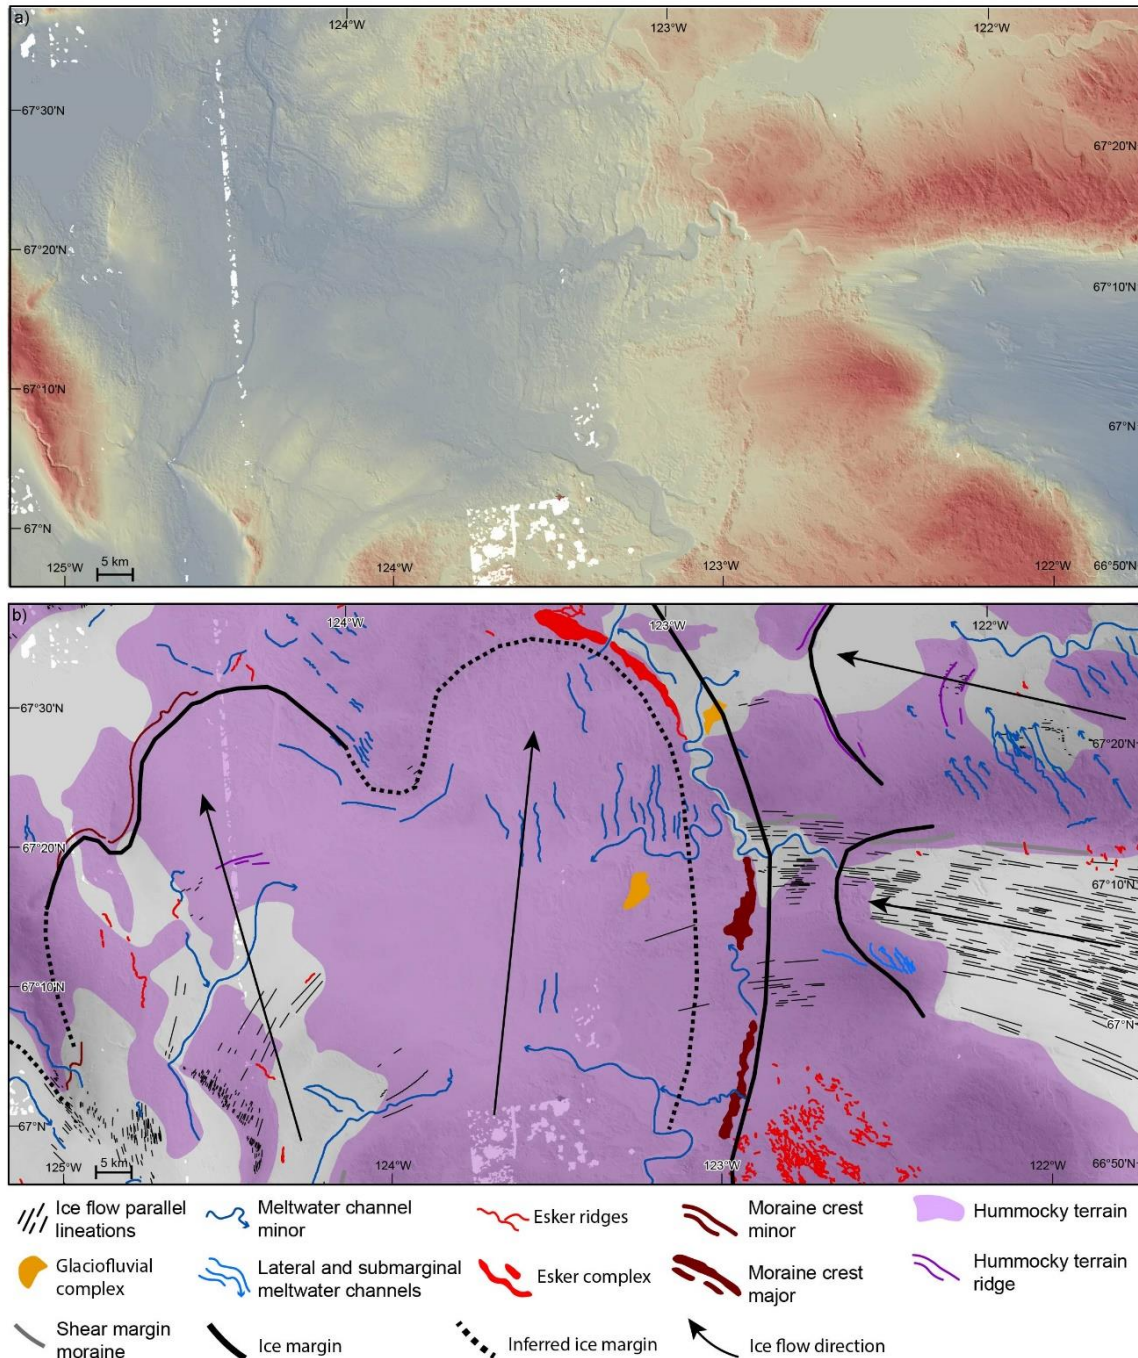 a)
124°W
123°W
122°W
67°30'N
67°20'N
67°20'N
67°10'N
67°10'N
67°N
67°N
125°W
5 km
124°W
123°W
122°W
66°50'N
b)
124°W
123°W
122°W
67°30'N
67°20'N
67°20'N
67°10'N
67°10'N
67°N
67°N
125°W
5 km
124°W
123°W
122°W
66°50'N
Ice flow parallel
lineations
Meltwater channel
minor
Esker ridges
Moraine crest
minor
Hummocky terrain
Glaciofluvial
complex
Lateral and submarginal
meltwater channels
Esker complex
Moraine crest
major
Hummocky terrain
ridge
Shear margin
moraine
Ice margin
Inferred ice margin
Ice flow direction